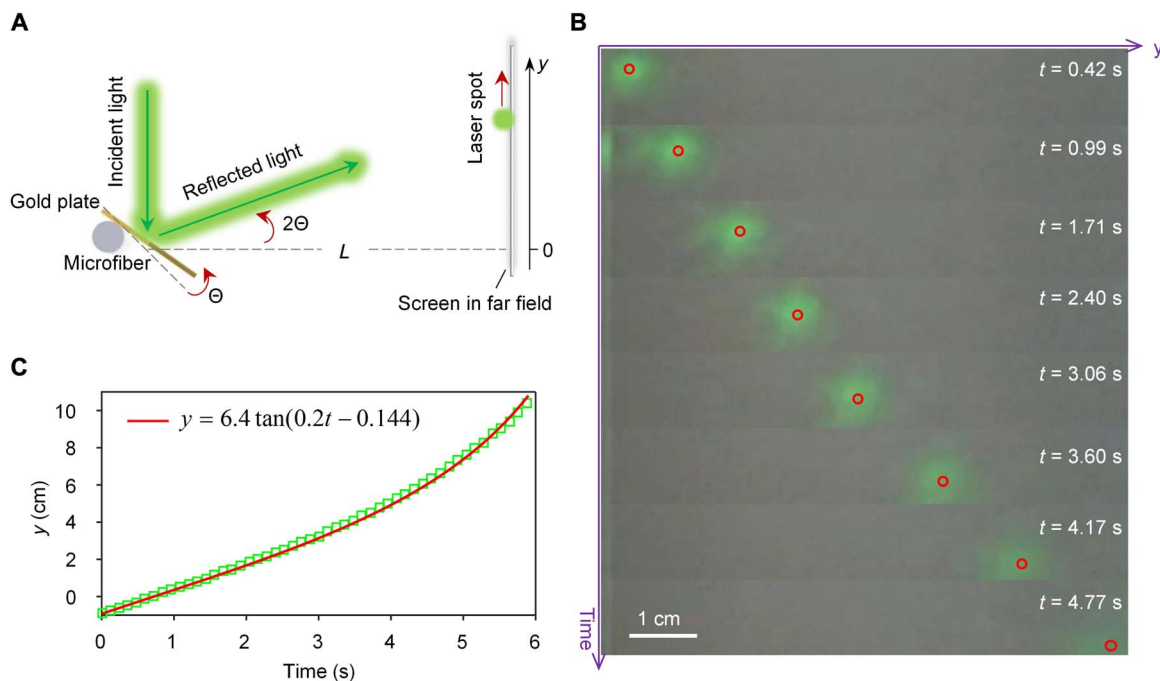 A
Incident light
Reflected light
Gold plate
Microfiber
Θ
2Θ
L
Laser spot
y
0
Screen in far field
B
y
t = 0.42 s
t = 0.99 s
t = 1.71 s
t = 2.40 s
t = 3.06 s
t = 3.60 s
t = 4.17 s
t = 4.77 s
1 cm
Time
C
y = 6.4 tan(0.2t − 0.144)
y (cm)
10
8
6
4
2
0
0 1 2 3 4 5 6
Time (s)